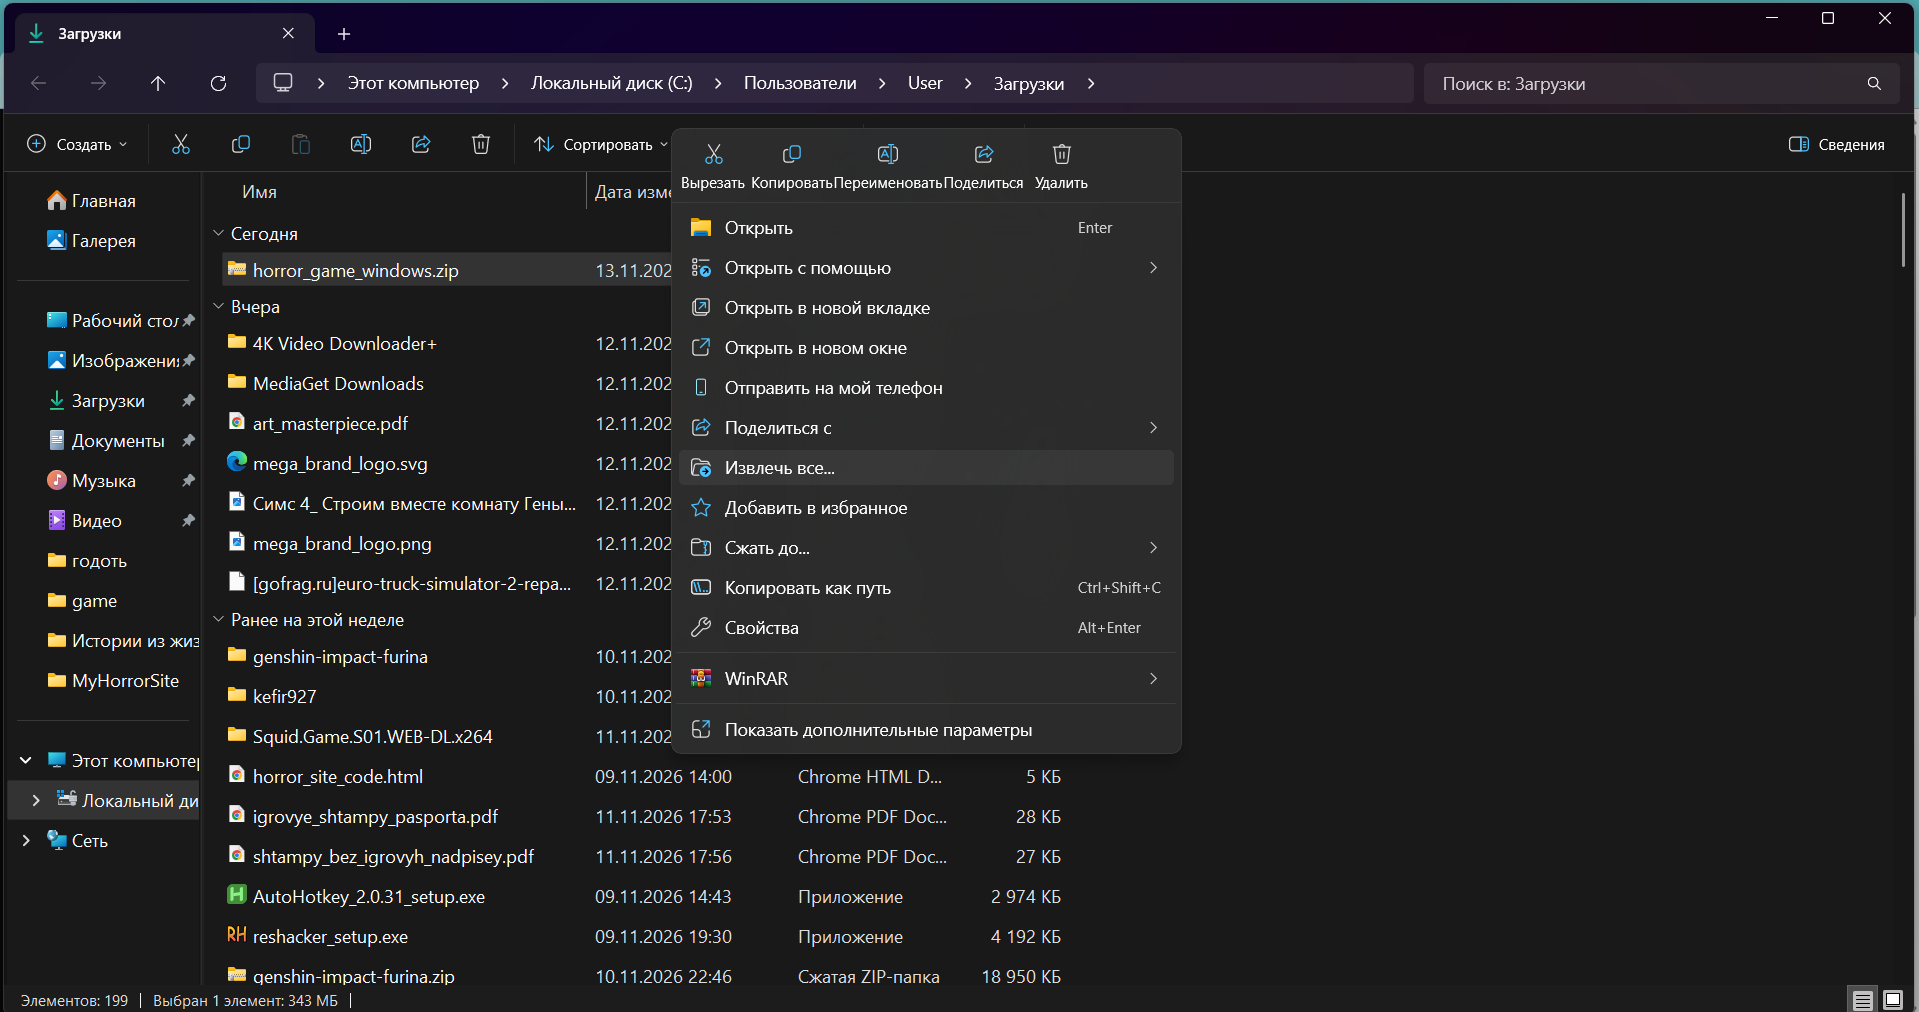 Загрузки
Этот компьютер Локальный диск (C:) Пользователи User Загрузки
Поиск в: Загрузки
Создать
Сортировать
Сведения
Главная
Галерея
Рабочий стол
Изображения
Загрузки
Документы
Музыка
Видео
годоть
game
Истории из жиз
MyHorrorSite
Этот компьютер
Локальный ди
Сеть
Имя Дата изме
Сегодня
horror_game_windows.zip 13.11.202
Вчера
4K Video Downloader+ 12.11.202
MediaGet Downloads 12.11.202
art_masterpiece.pdf 12.11.202
mega_brand_logo.svg 12.11.202
Симс 4_ Строим вместе комнату Гены... 12.11.202
mega_brand_logo.png 12.11.202
[gofrag.ru]euro-truck-simulator-2-repa... 12.11.202
Ранее на этой неделе
genshin-impact-furina 10.11.202
kefir927 10.11.202
Squid.Game.S01.WEB-DL.x264 11.11.202
horror_site_code.html 09.11.2026 14:00 Chrome HTML D... 5 КБ
igrovye_shtampy_pasporta.pdf 11.11.2026 17:53 Chrome PDF Doc... 28 КБ
shtampy_bez_igrovyh_nadpisey.pdf 11.11.2026 17:56 Chrome PDF Doc... 27 КБ
AutoHotkey_2.0.31_setup.exe 09.11.2026 14:43 Приложение 2 974 КБ
reshacker_setup.exe 09.11.2026 19:30 Приложение 4 192 КБ
genshin-impact-furina.zip 10.11.2026 22:46 Сжатая ZIP-папка 18 950 КБ
Вырезать Копировать Переименовать Поделиться Удалить
Открыть Enter
Открыть с помощью
Открыть в новой вкладке
Открыть в новом окне
Отправить на мой телефон
Поделиться с
Извлечь все...
Добавить в избранное
Сжать до...
Копировать как путь Ctrl+Shift+C
Свойства Alt+Enter
WinRAR
Показать дополнительные параметры
Элементов: 199 Выбран 1 элемент: 343 МБ